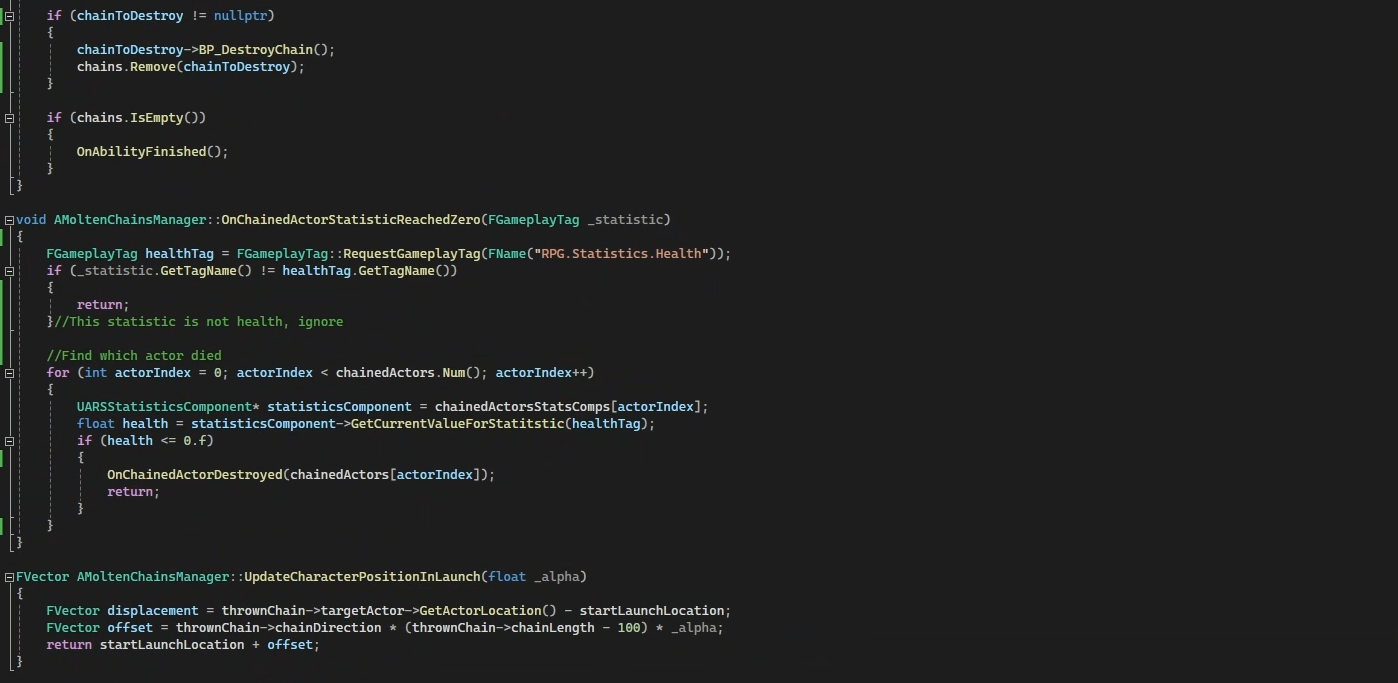 if (chainToDestroy != nullptr)
{
chainToDestroy->BP_DestroyChain();
chains.Remove(chainToDestroy);
}
if (chains.IsEmpty())
{
OnAbilityFinished();
}
}
void AMoltenChainsManager::OnChainedActorStatisticReachedZero(FGameplayTag _statistic)
{
FGameplayTag healthTag = FGameplayTag::RequestGameplayTag(FName("RPG.Statistics.Health"));
if (_statistic.GetTagName() != healthTag.GetTagName())
{
return;
}//This statistic is not health, ignore
//Find which actor died
for (int actorIndex = 0; actorIndex < chainedActors.Num(); actorIndex++)
{
UARSStatisticsComponent* statisticsComponent = chainedActorsStatsComps[actorIndex];
float health = statisticsComponent->GetCurrentValueForStatitstic(healthTag);
if (health <= 0.f)
{
OnChainedActorDestroyed(chainedActors[actorIndex]);
return;
}
}
}
FVector AMoltenChainsManager::UpdateCharacterPositionInLaunch(float _alpha)
{
FVector displacement = thrownChain->targetActor->GetActorLocation() - startLaunchLocation;
FVector offset = thrownChain->chainDirection * (thrownChain->chainLength - 100) * _alpha;
return startLaunchLocation + offset;
}